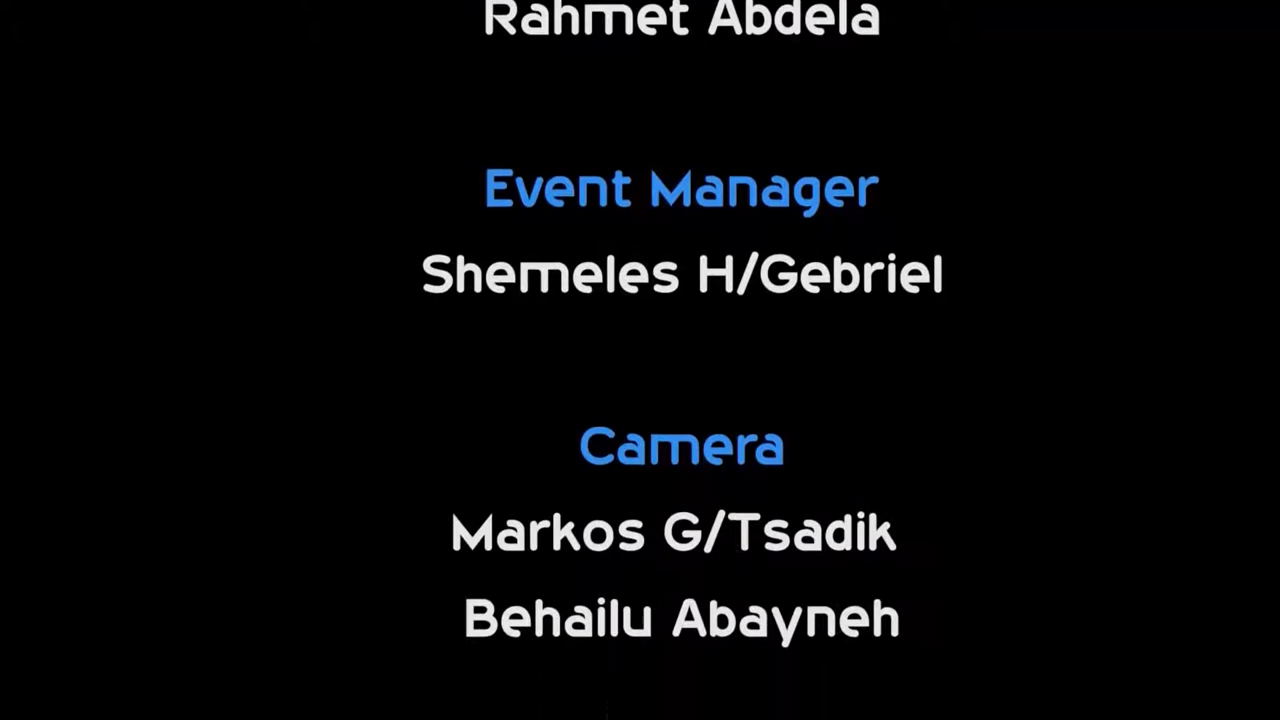 Rahmet Abdela
Event Manager
Shemeles H/Gebriel
Camera
Markos G/Tsadik
Behailu Abayneh